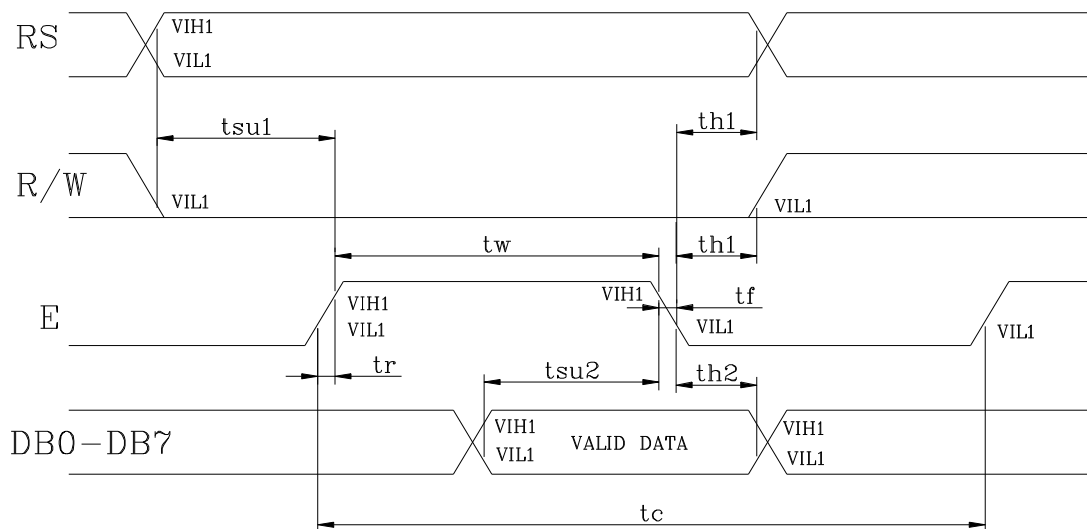 RS
VIH1
VIL1
tsu1
th1
R/W
VIL1
VIL1
tw
th1
E
VIH1
VIL1
VIH1
tf
VIL1
VIL1
tr
tsu2
th2
DB0-DB7
VIH1
VIL1
VALID DATA
VIH1
VIL1
tc